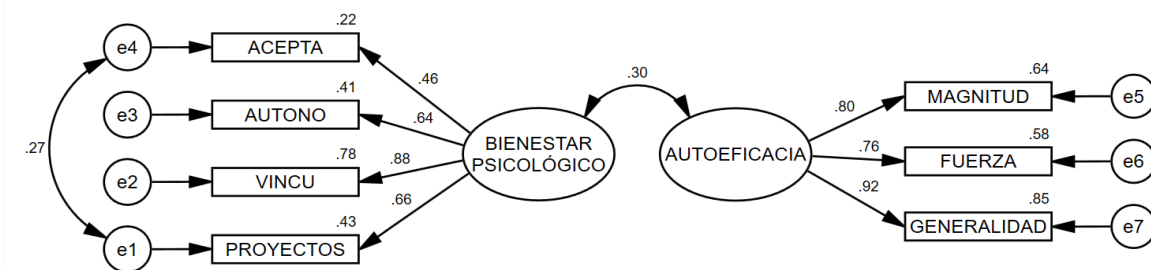 .22
e4
ACEPTA
.46
.41
e3
AUTONO
.64
.27
.78
e2
VINCU
.88
.66
.43
e1
PROYECTOS
BIENESTAR
PSICOLÓGICO
.30
AUTOEFICACIA
.80
.64
MAGNITUD
e5
.76
.58
FUERZA
e6
.92
.85
GENERALIDAD
e7